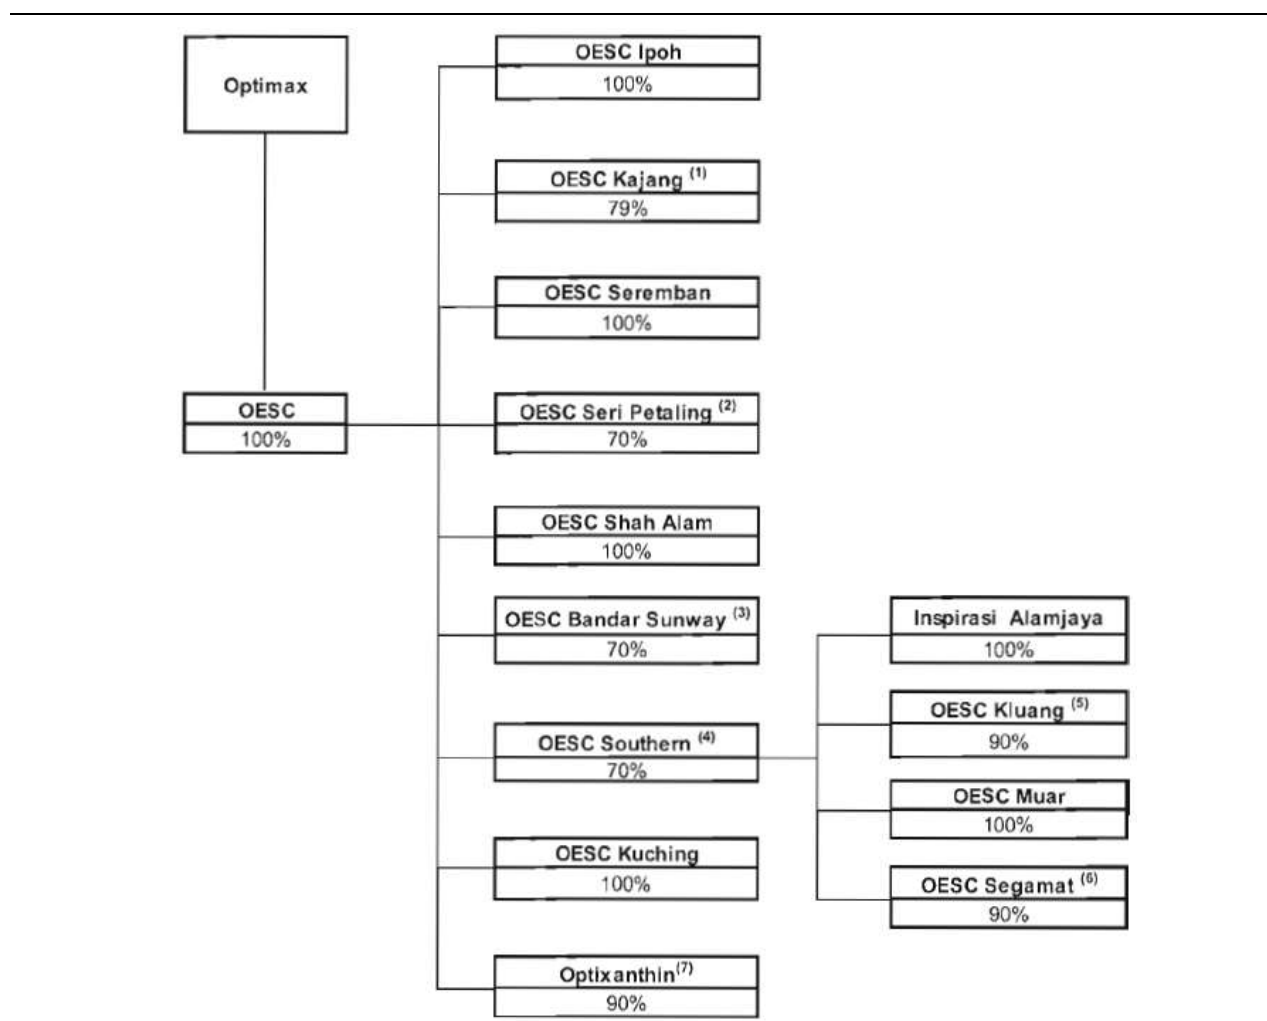 Optimax
OESC
100%
OESC Ipoh
100%
OESC Kajang (1)
79%
OESC Seremban
100%
OESC Seri Petaling (2)
70%
OESC Shah Alam
100%
OESC Bandar Sunway (3)
70%
OESC Southern (4)
70%
OESC Kuching
100%
Optixanthin(7)
90%
Inspirasi Alamjaya
100%
OESC Kluang (5)
90%
OESC Muar
100%
OESC Segamat (6)
90%